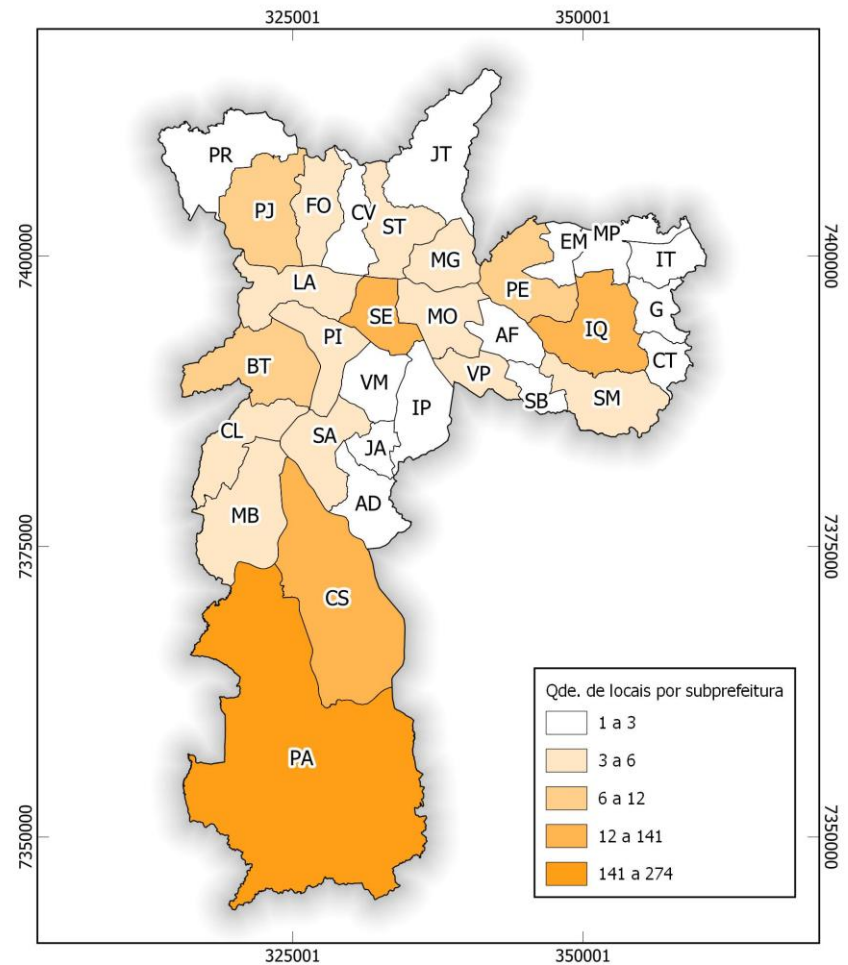 325001
350001
JT
PR
FO
CV
PJ
ST
EM
MP
MG
IT
7400000
7400000
LA
PE
G
SE
MO
IQ
PI
AF
BT
CT
VM
VP
SM
SB
IP
CL
SA
JA
MB
AD
7375000
7375000
CS
Qde. de locais por subprefeitura
1 a 3
3 a 6
PA
6 a 12
12 a 141
7350000
7350000
141 a 274
325001
350001